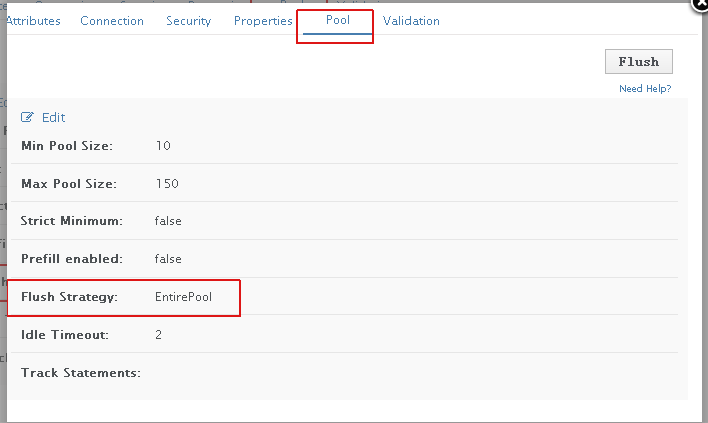 Attributes Connection Security Properties Pool Validation
Flush
Need Help?
Edit
Min Pool Size: 10
Max Pool Size: 150
Strict Minimum: false
Prefill enabled: false
Flush Strategy: EntirePool
Idle Timeout: 2
Track Statements: